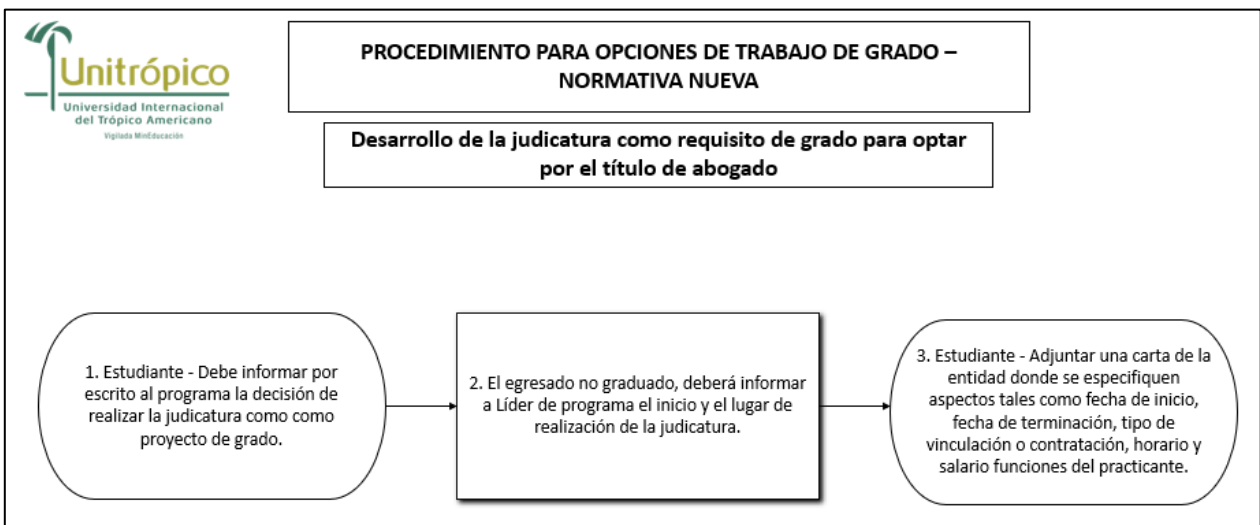 Unitrópico
Universidad Internacional
del Trópico Americano
Vigilada MinEducación
PROCEDIMIENTO PARA OPCIONES DE TRABAJO DE GRADO –
NORMATIVA NUEVA
Desarrollo de la judicatura como requisito de grado para optar
por el título de abogado
1. Estudiante - Debe informar por
escrito al programa la decisión de
realizar la judicatura como como
proyecto de grado.
2. El egresado no graduado, deberá informar
a Líder de programa el inicio y el lugar de
realización de la judicatura.
3. Estudiante - Adjuntar una carta de la
entidad donde se especifiquen
aspectos tales como fecha de inicio,
fecha de terminación, tipo de
vinculación o contratación, horario y
salario funciones del practicante.